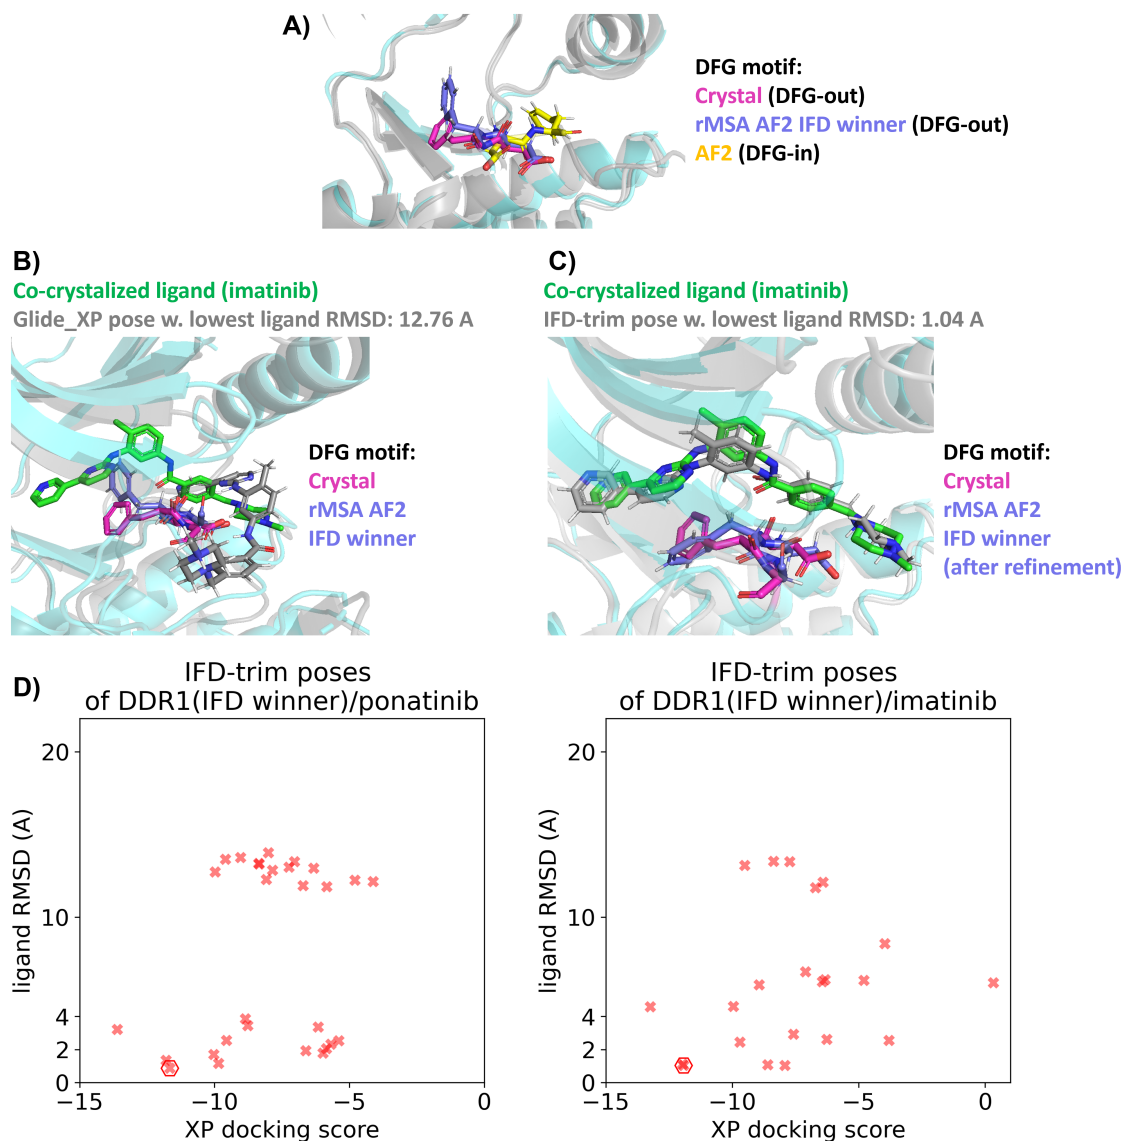 A)
DFG motif:
Crystal (DFG-out)
rMSA AF2 IFD winner (DFG-out)
AF2 (DFG-in)
B)
Co-crystalized ligand (imatinib)
Glide_XP pose w. lowest ligand RMSD: 12.76 A
DFG motif:
Crystal
rMSA AF2
IFD winner
C)
Co-crystalized ligand (imatinib)
IFD-trim pose w. lowest ligand RMSD: 1.04 A
DFG motif:
Crystal
rMSA AF2
IFD winner
(after refinement)
D)
IFD-trim poses
of DDR1(IFD winner)/ponatinib
ligand RMSD (A)
20
10
4
2
0
−15
−10
−5
0
XP docking score
IFD-trim poses
of DDR1(IFD winner)/imatinib
ligand RMSD (A)
20
10
4
2
0
−15
−10
−5
0
XP docking score